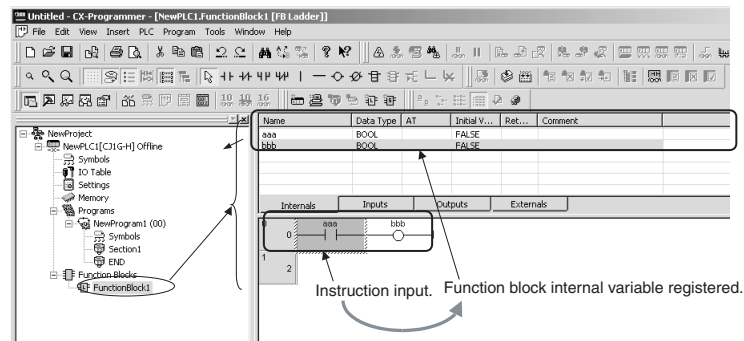 Untitled - CX-Programmer - [NewPLC1.FunctionBlock1 [FB Ladder]]
File Edit View Insert PLC Program Tools Window Help
10 10 16
Name Data Type AT Initial V... Ret... Comment
aaa BOOL FALSE
bbb BOOL FALSE
NewProject
NewPLC1[CJ1G-H] Offline
Symbols
IO Table
Settings
Memory
Programs
NewProgram1 (00)
Symbols
Section1
END
Function Blocks
FunctionBlock1
Internals Inputs Outputs Externals
0
0
aaa bbb
1
2
Instruction input. Function block internal variable registered.